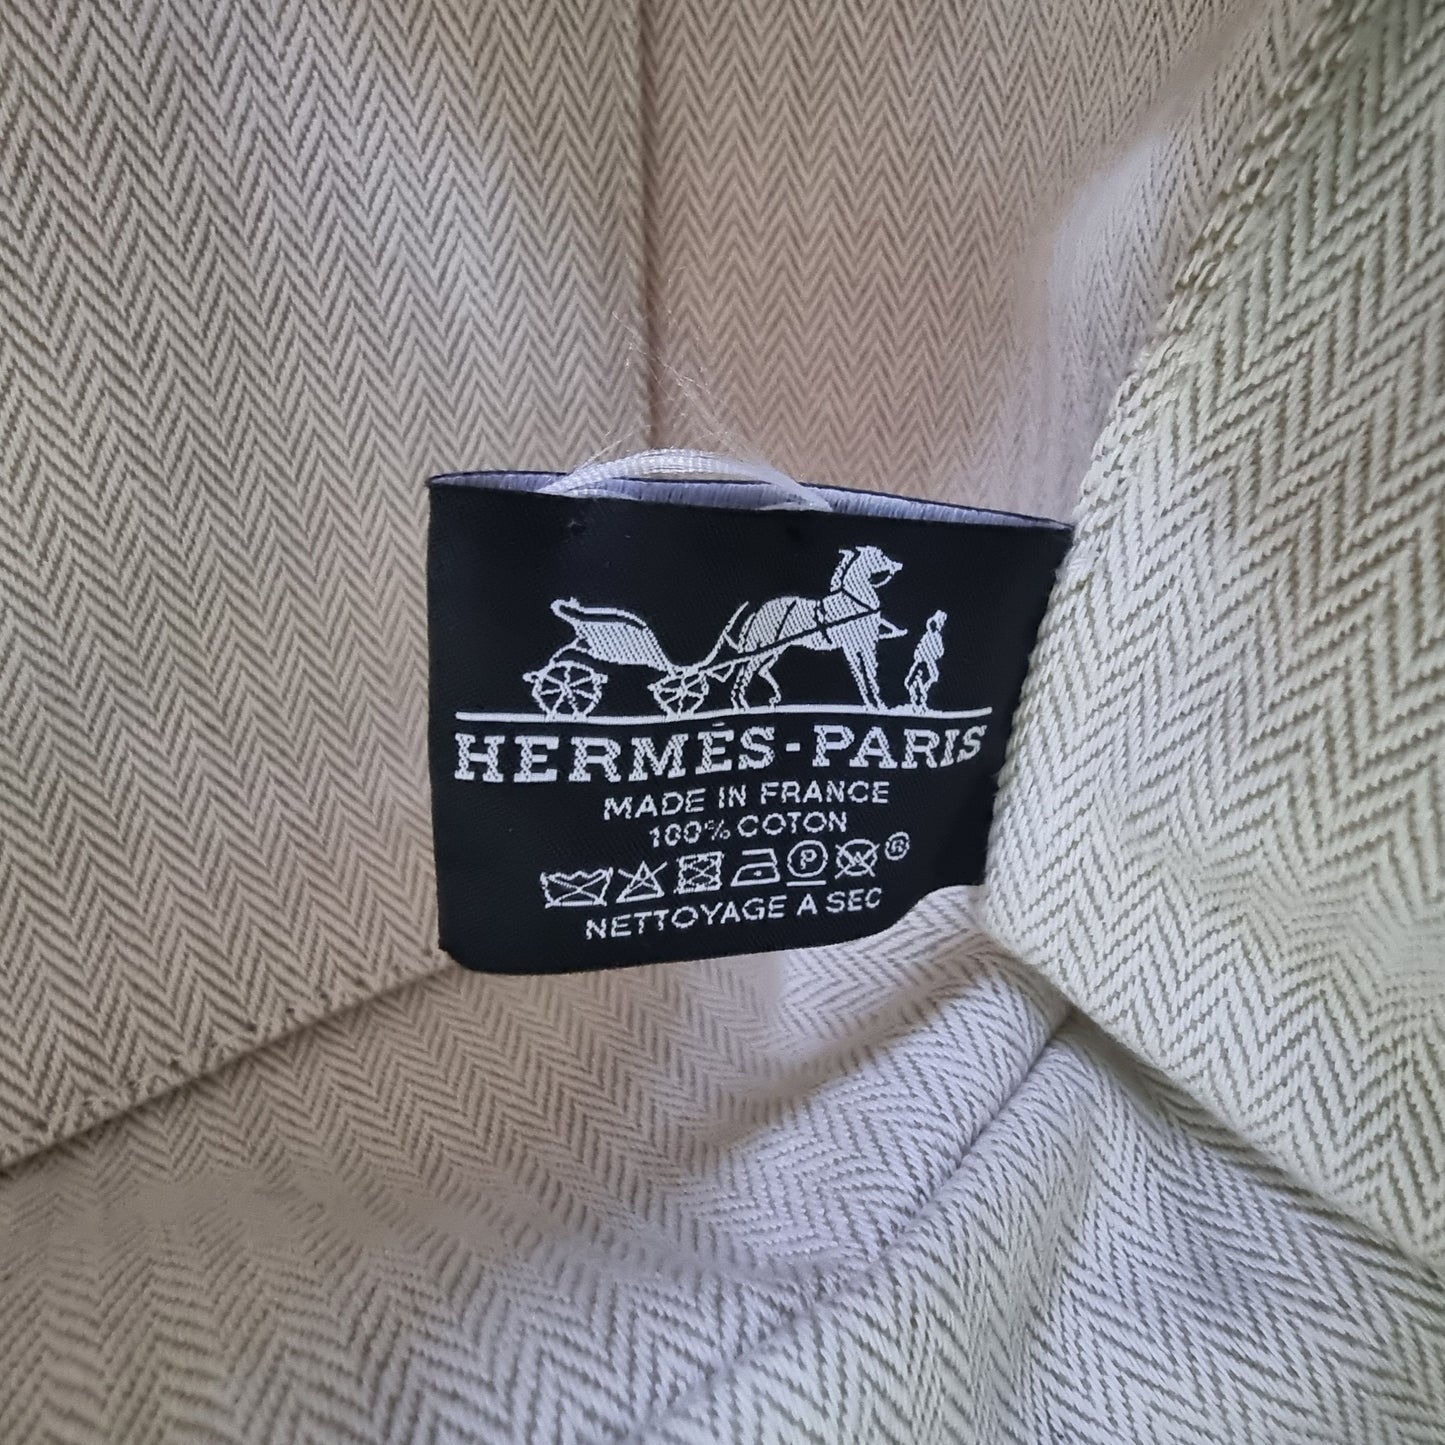 HERMÈS-PARIS
MADE IN FRANCE
100% COTON
P W ®
NETTOYAGE A SEC